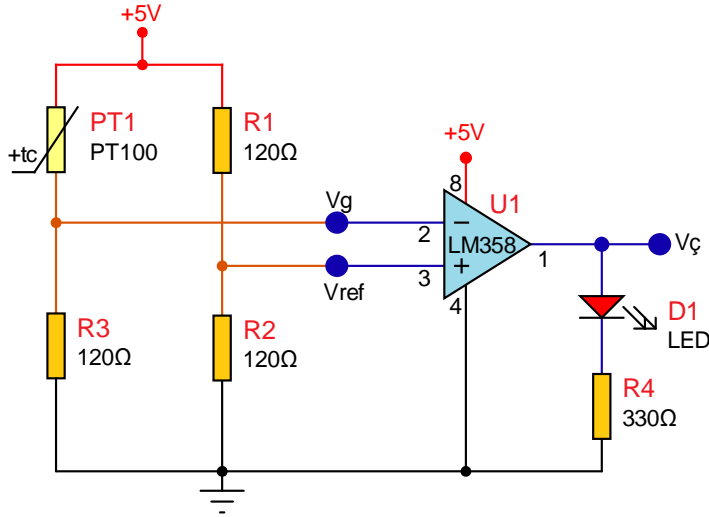 +5V
PT1
PT100
+tc
R1
120Ω
+5V
8
U1
Vg
2
−
LM358
1
Vç
Vref
3
+
4
R3
120Ω
R2
120Ω
D1
LED
R4
330Ω